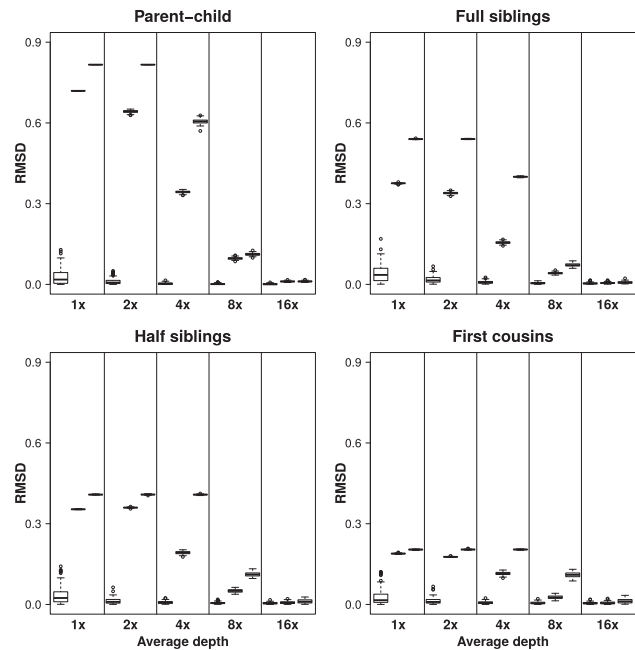 Parent−child
Full siblings
0.9
0.6
0.3
0.0
RMSD
1x 2x 4x 8x 16x
0.9
0.6
0.3
0.0
RMSD
1x 2x 4x 8x 16x
Half siblings
First cousins
0.9
0.6
0.3
0.0
RMSD
1x 2x 4x 8x 16x
Average depth
0.9
0.6
0.3
0.0
RMSD
1x 2x 4x 8x 16x
Average depth